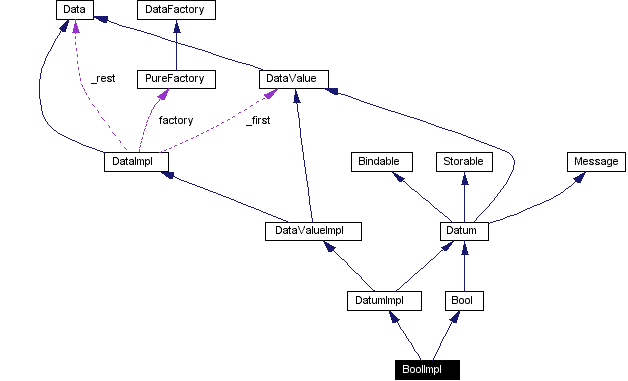 Data DataFactory
_rest PureFactory DataValue
factory _first
DataImpl Bindable Storable Message
DataValueImpl Datum
DatumImpl Bool
BoolImpl